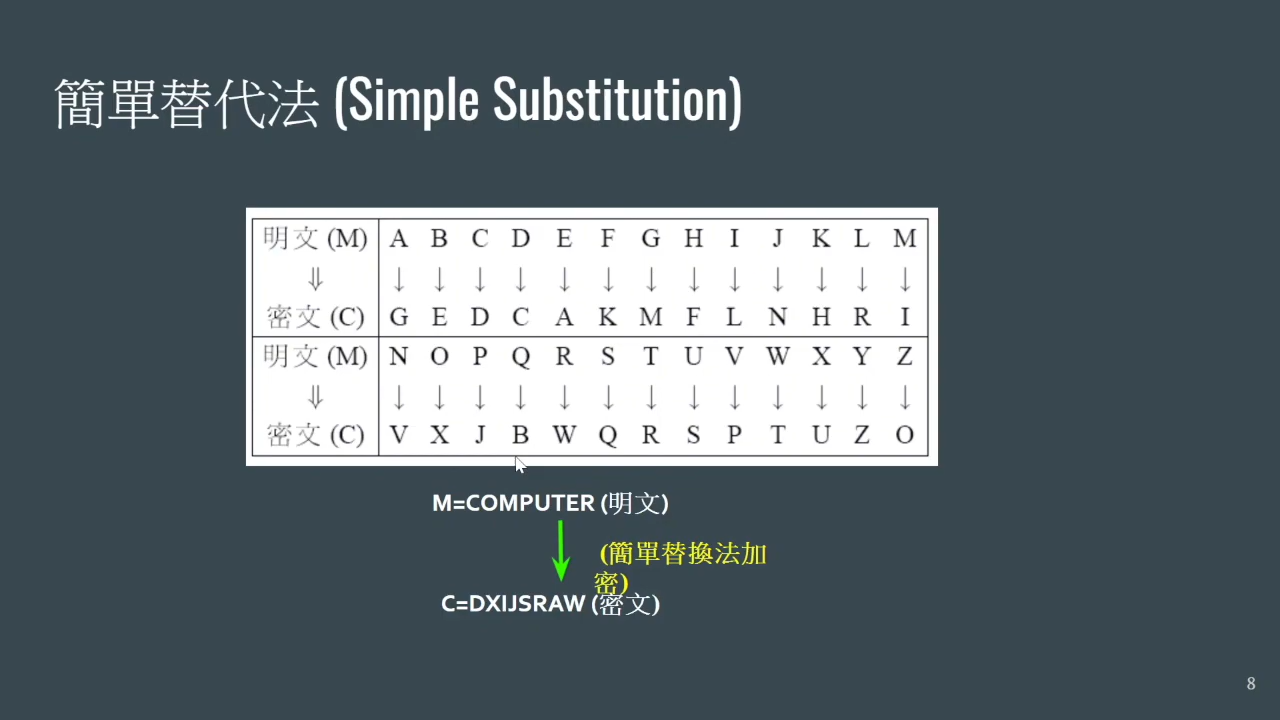 簡單替代法 (Simple Substitution)
明文 (M) A B C D E F G H I J K L M
⇓ ↓ ↓ ↓ ↓ ↓ ↓ ↓ ↓ ↓ ↓ ↓ ↓ ↓
密文 (C) G E D C A K M F L N H R I
明文 (M) N O P Q R S T U V W X Y Z
⇓ ↓ ↓ ↓ ↓ ↓ ↓ ↓ ↓ ↓ ↓ ↓ ↓ ↓
密文 (C) V X J B W Q R S P T U Z O
M=COMPUTER (明文)
(簡單替換法加
密)
C=DXIJSRAW (密文)
8